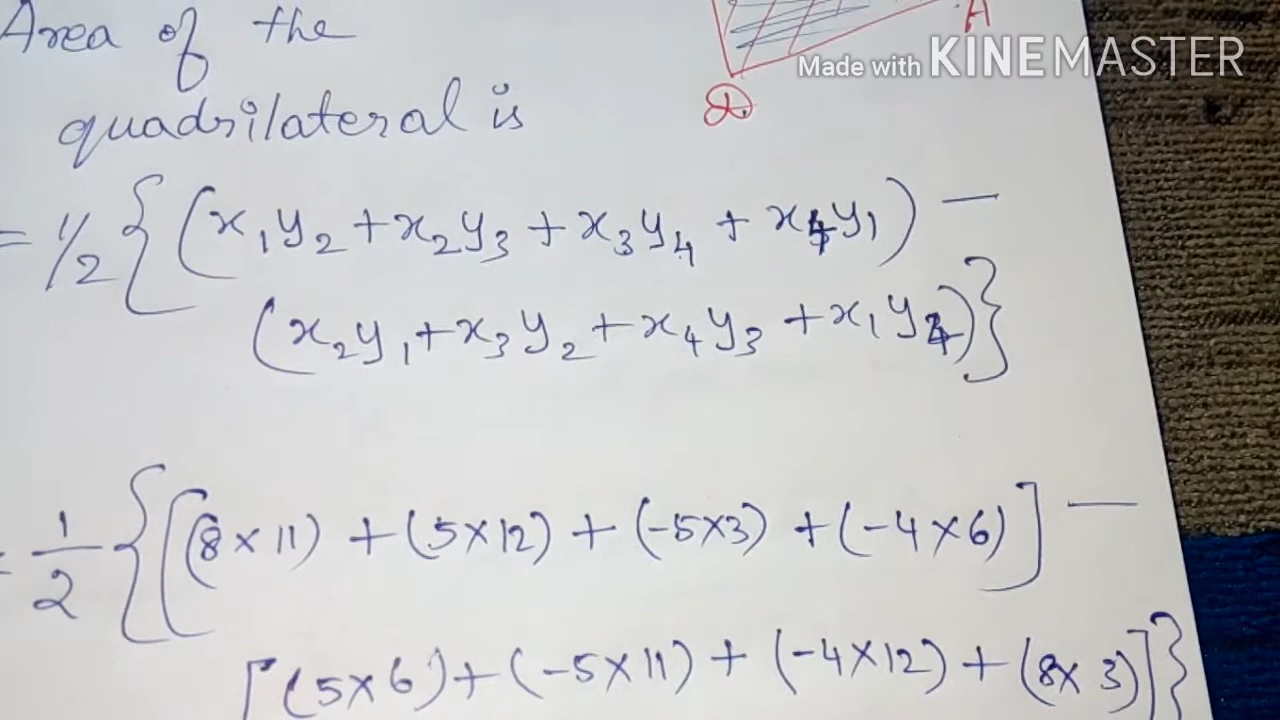 Area of the
A
Made with KINEMASTER
quadrilateral is
D
= 1/2 { (x₁y₂ + x₂y₃ + x₃y₄ + x₄y₁) −
(x₂y₁ + x₃y₂ + x₄y₃ + x₁y₄) }
= 1/2 { [(8 × 11) + (5 × 12) + (-5 × 3) + (-4 × 6)] −
[(5 × 6) + (-5 × 11) + (-4 × 12) + (8 × 3)] }